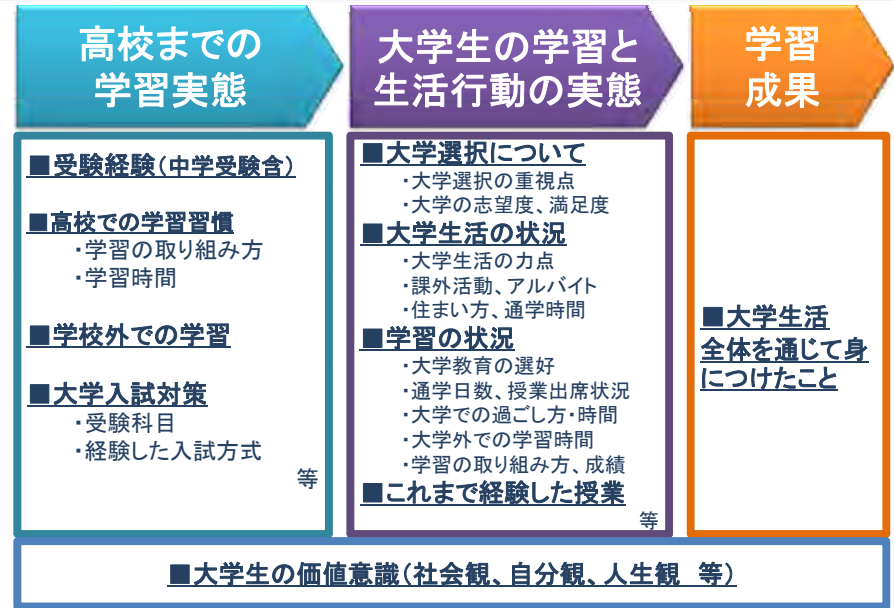 高校までの
学習実態
■受験経験(中学受験含)
■高校での学習習慣
・学習の取り組み方
・学習時間
■学校外での学習
■大学入試対策
・受験科目
・経験した入試方式
等
大学生の学習と
生活行動の実態
■大学選択について
・大学選択の重視点
・大学の志望度、満足度
■大学生活の状況
・大学生活の力点
・課外活動、アルバイト
・住まい方、通学時間
■学習の状況
・大学教育の選好
・通学日数、授業出席状況
・大学での過ごし方・時間
・大学外での学習時間
・学習の取り組み方、成績
■これまで経験した授業
等
学習
成果
■大学生活
全体を通じて身
につけたこと
■大学生の価値意識(社会観、自分観、人生観 等)